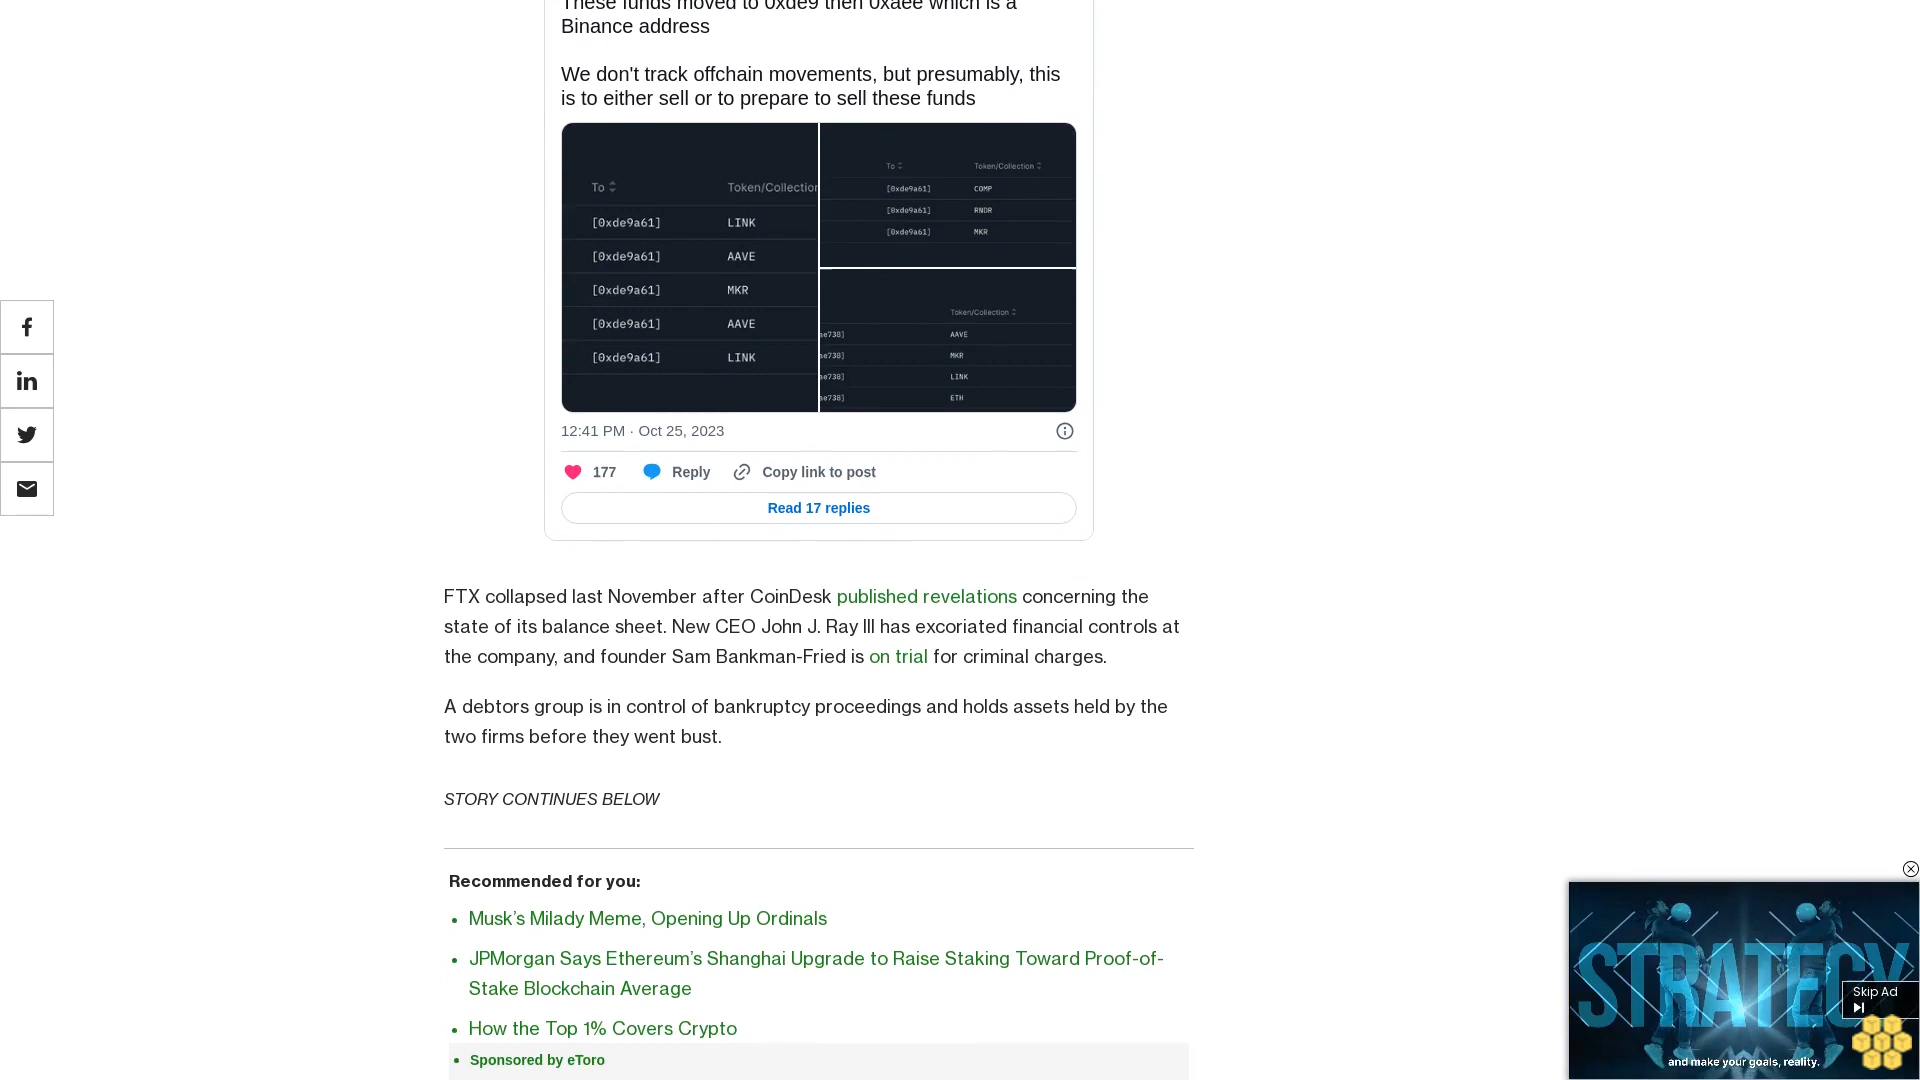 These funds moved to 0xde9 then 0xaee which is a
Binance address
We don't track offchain movements, but presumably, this
is to either sell or to prepare to sell these funds
To Token/Collection
[0xde9a61] LINK
[0xde9a61] AAVE
[0xde9a61] MKR
[0xde9a61] AAVE
[0xde9a61] LINK
To Token/Collection
[0xde9a61] COMP
[0xde9a61] RNDR
[0xde9a61] MKR
Token/Collection
ae738] AAVE
ae738] MKR
ae738] LINK
ae738] ETH
12:41 PM · Oct 25, 2023
177 Reply Copy link to post
Read 17 replies
FTX collapsed last November after CoinDesk published revelations concerning the
state of its balance sheet. New CEO John J. Ray III has excoriated financial controls at
the company, and founder Sam Bankman-Fried is on trial for criminal charges.
A debtors group is in control of bankruptcy proceedings and holds assets held by the
two firms before they went bust.
STORY CONTINUES BELOW
Recommended for you:
• Musk’s Milady Meme, Opening Up Ordinals
• JPMorgan Says Ethereum’s Shanghai Upgrade to Raise Staking Toward Proof-of-
Stake Blockchain Average
• How the Top 1% Covers Crypto
• Sponsored by eToro
STRATEGY
Skip Ad
and make your goals, reality.